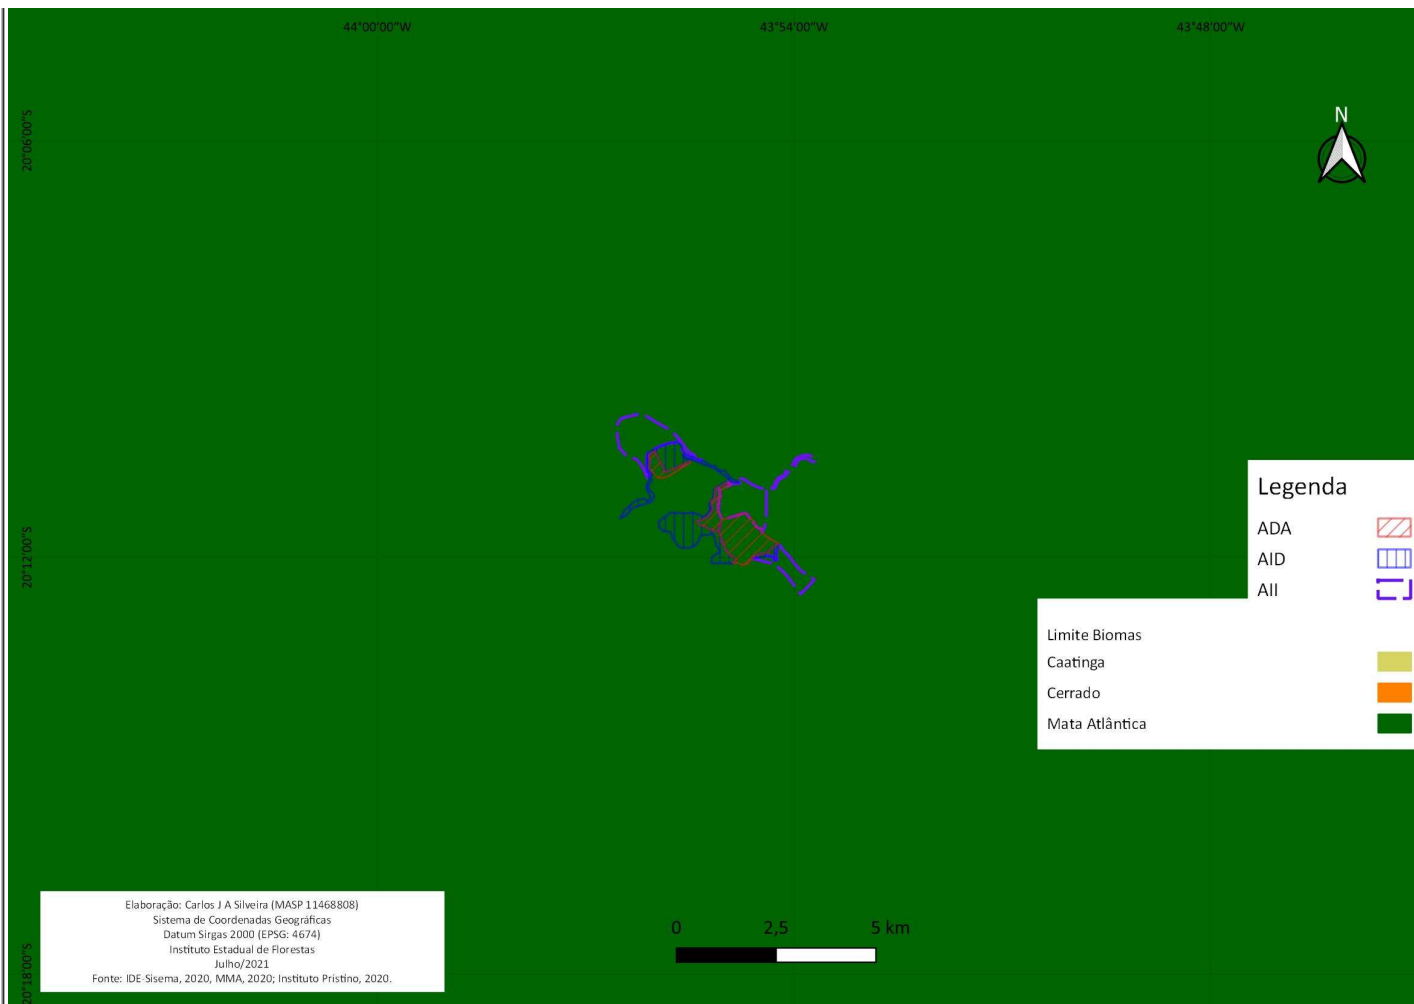 44°00'00"W
43°54'00"W
43°48'00"W
20°06'00"S
N
Legenda
ADA
AID
AII
20°12'00"S
Limite Biomas
Caatinga
Cerrado
Mata Atlântica
Elaboração: Carlos J A Silveira (MASP 11468808)
Sistema de Coordenadas Geográficas
Datum Sirgas 2000 (EPSG: 4674)
Instituto Estadual de Florestas
Julho/2021
Fonte: IDE-Sisema, 2020, MMA, 2020; Instituto Prístino, 2020.
0 2,5 5 km
20°18'00"S